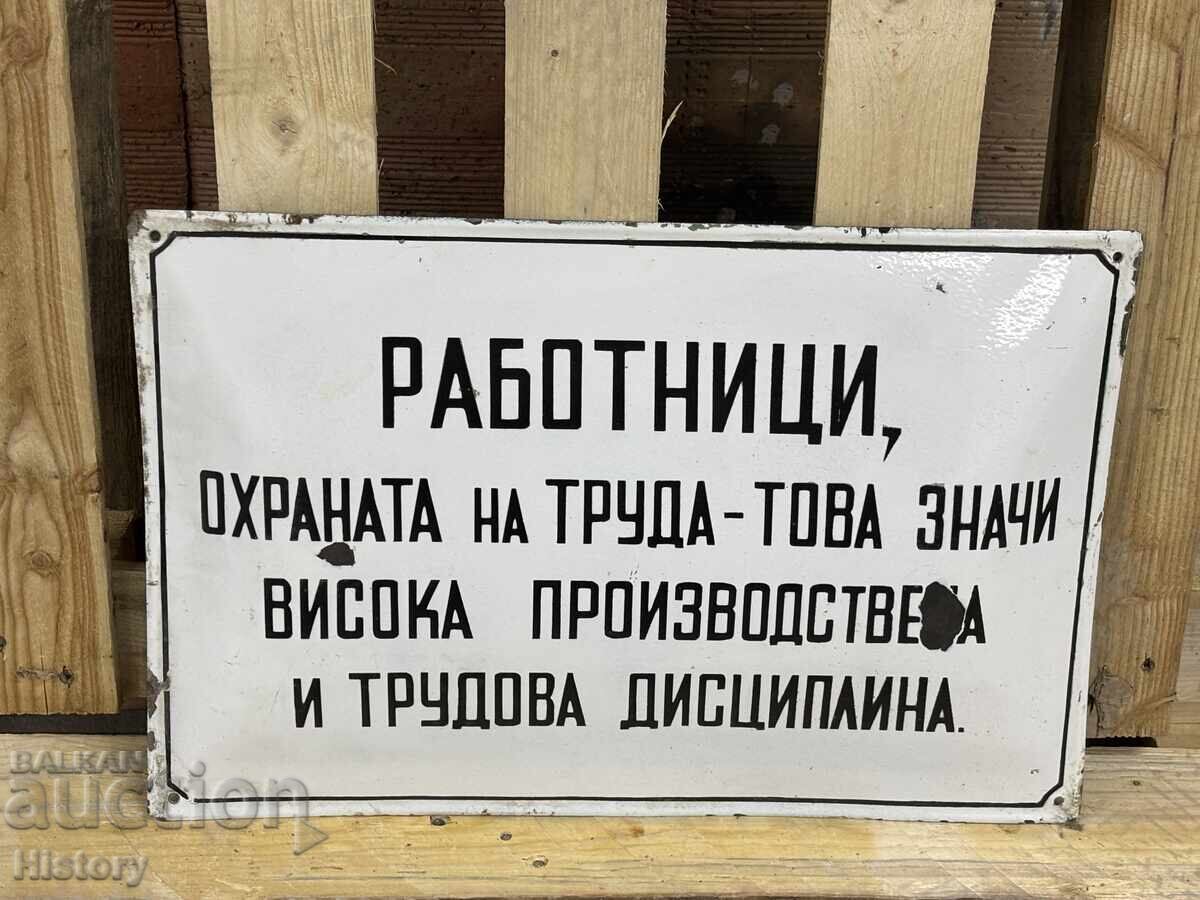 РАБОТНИЦИ,
ОХРАНАТА НА ТРУДА - ТОВА ЗНАЧИ
ВИСОКА
И ТРУДОВА ДИСЦИПЛИНА.
BALKAN
auction
HIstory